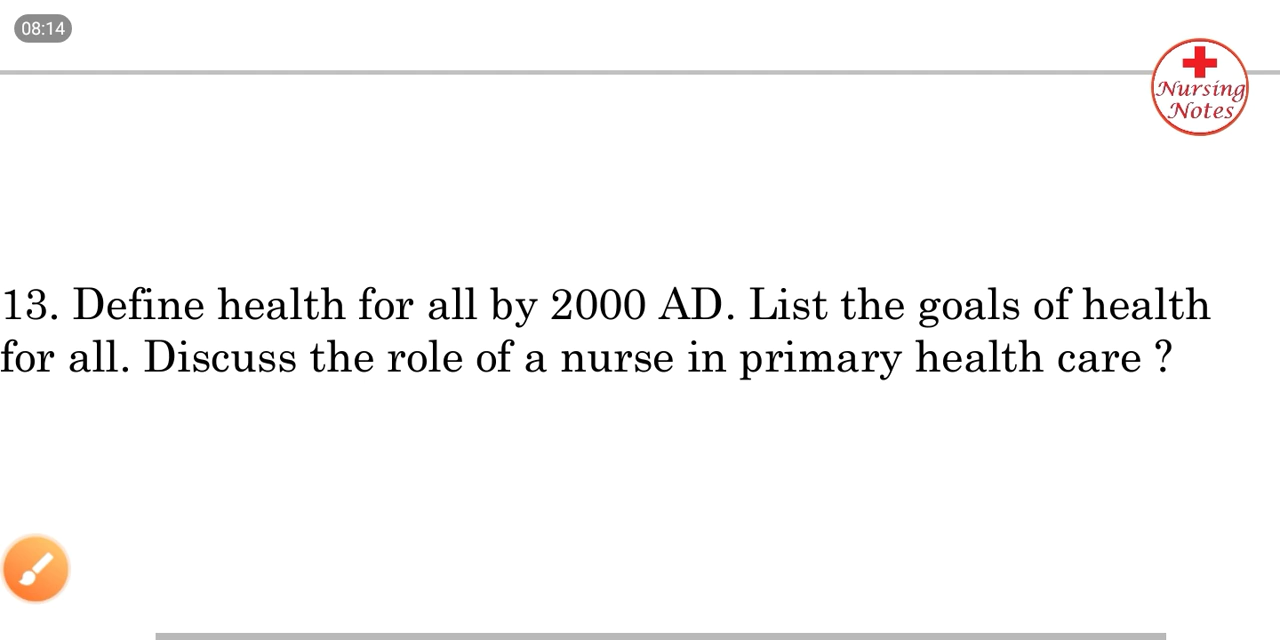 08:14
Nursing
Notes
13. Define health for all by 2000 AD. List the goals of health
for all. Discuss the role of a nurse in primary health care ?